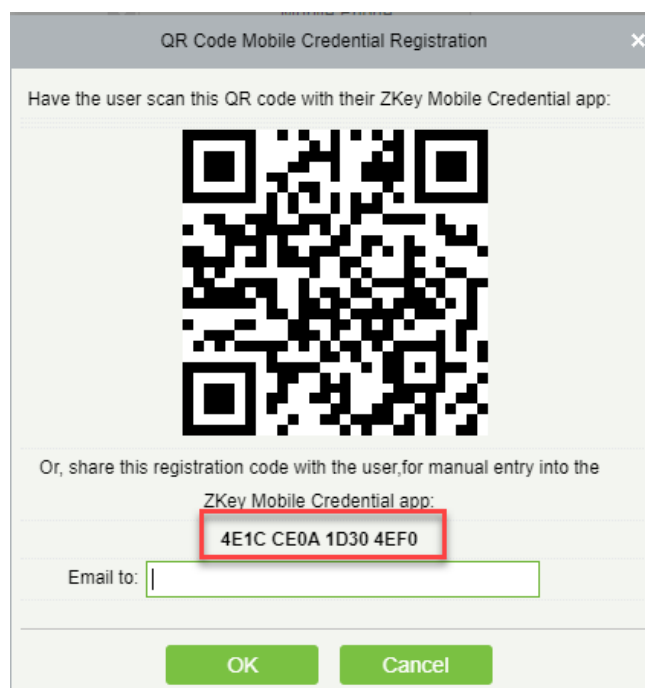 QR Code Mobile Credential Registration
Have the user scan this QR code with their ZKey Mobile Credential app:
Or, share this registration code with the user,for manual entry into the
ZKey Mobile Credential app:
4E1C CE0A 1D30 4EF0
Email to:
OK
Cancel